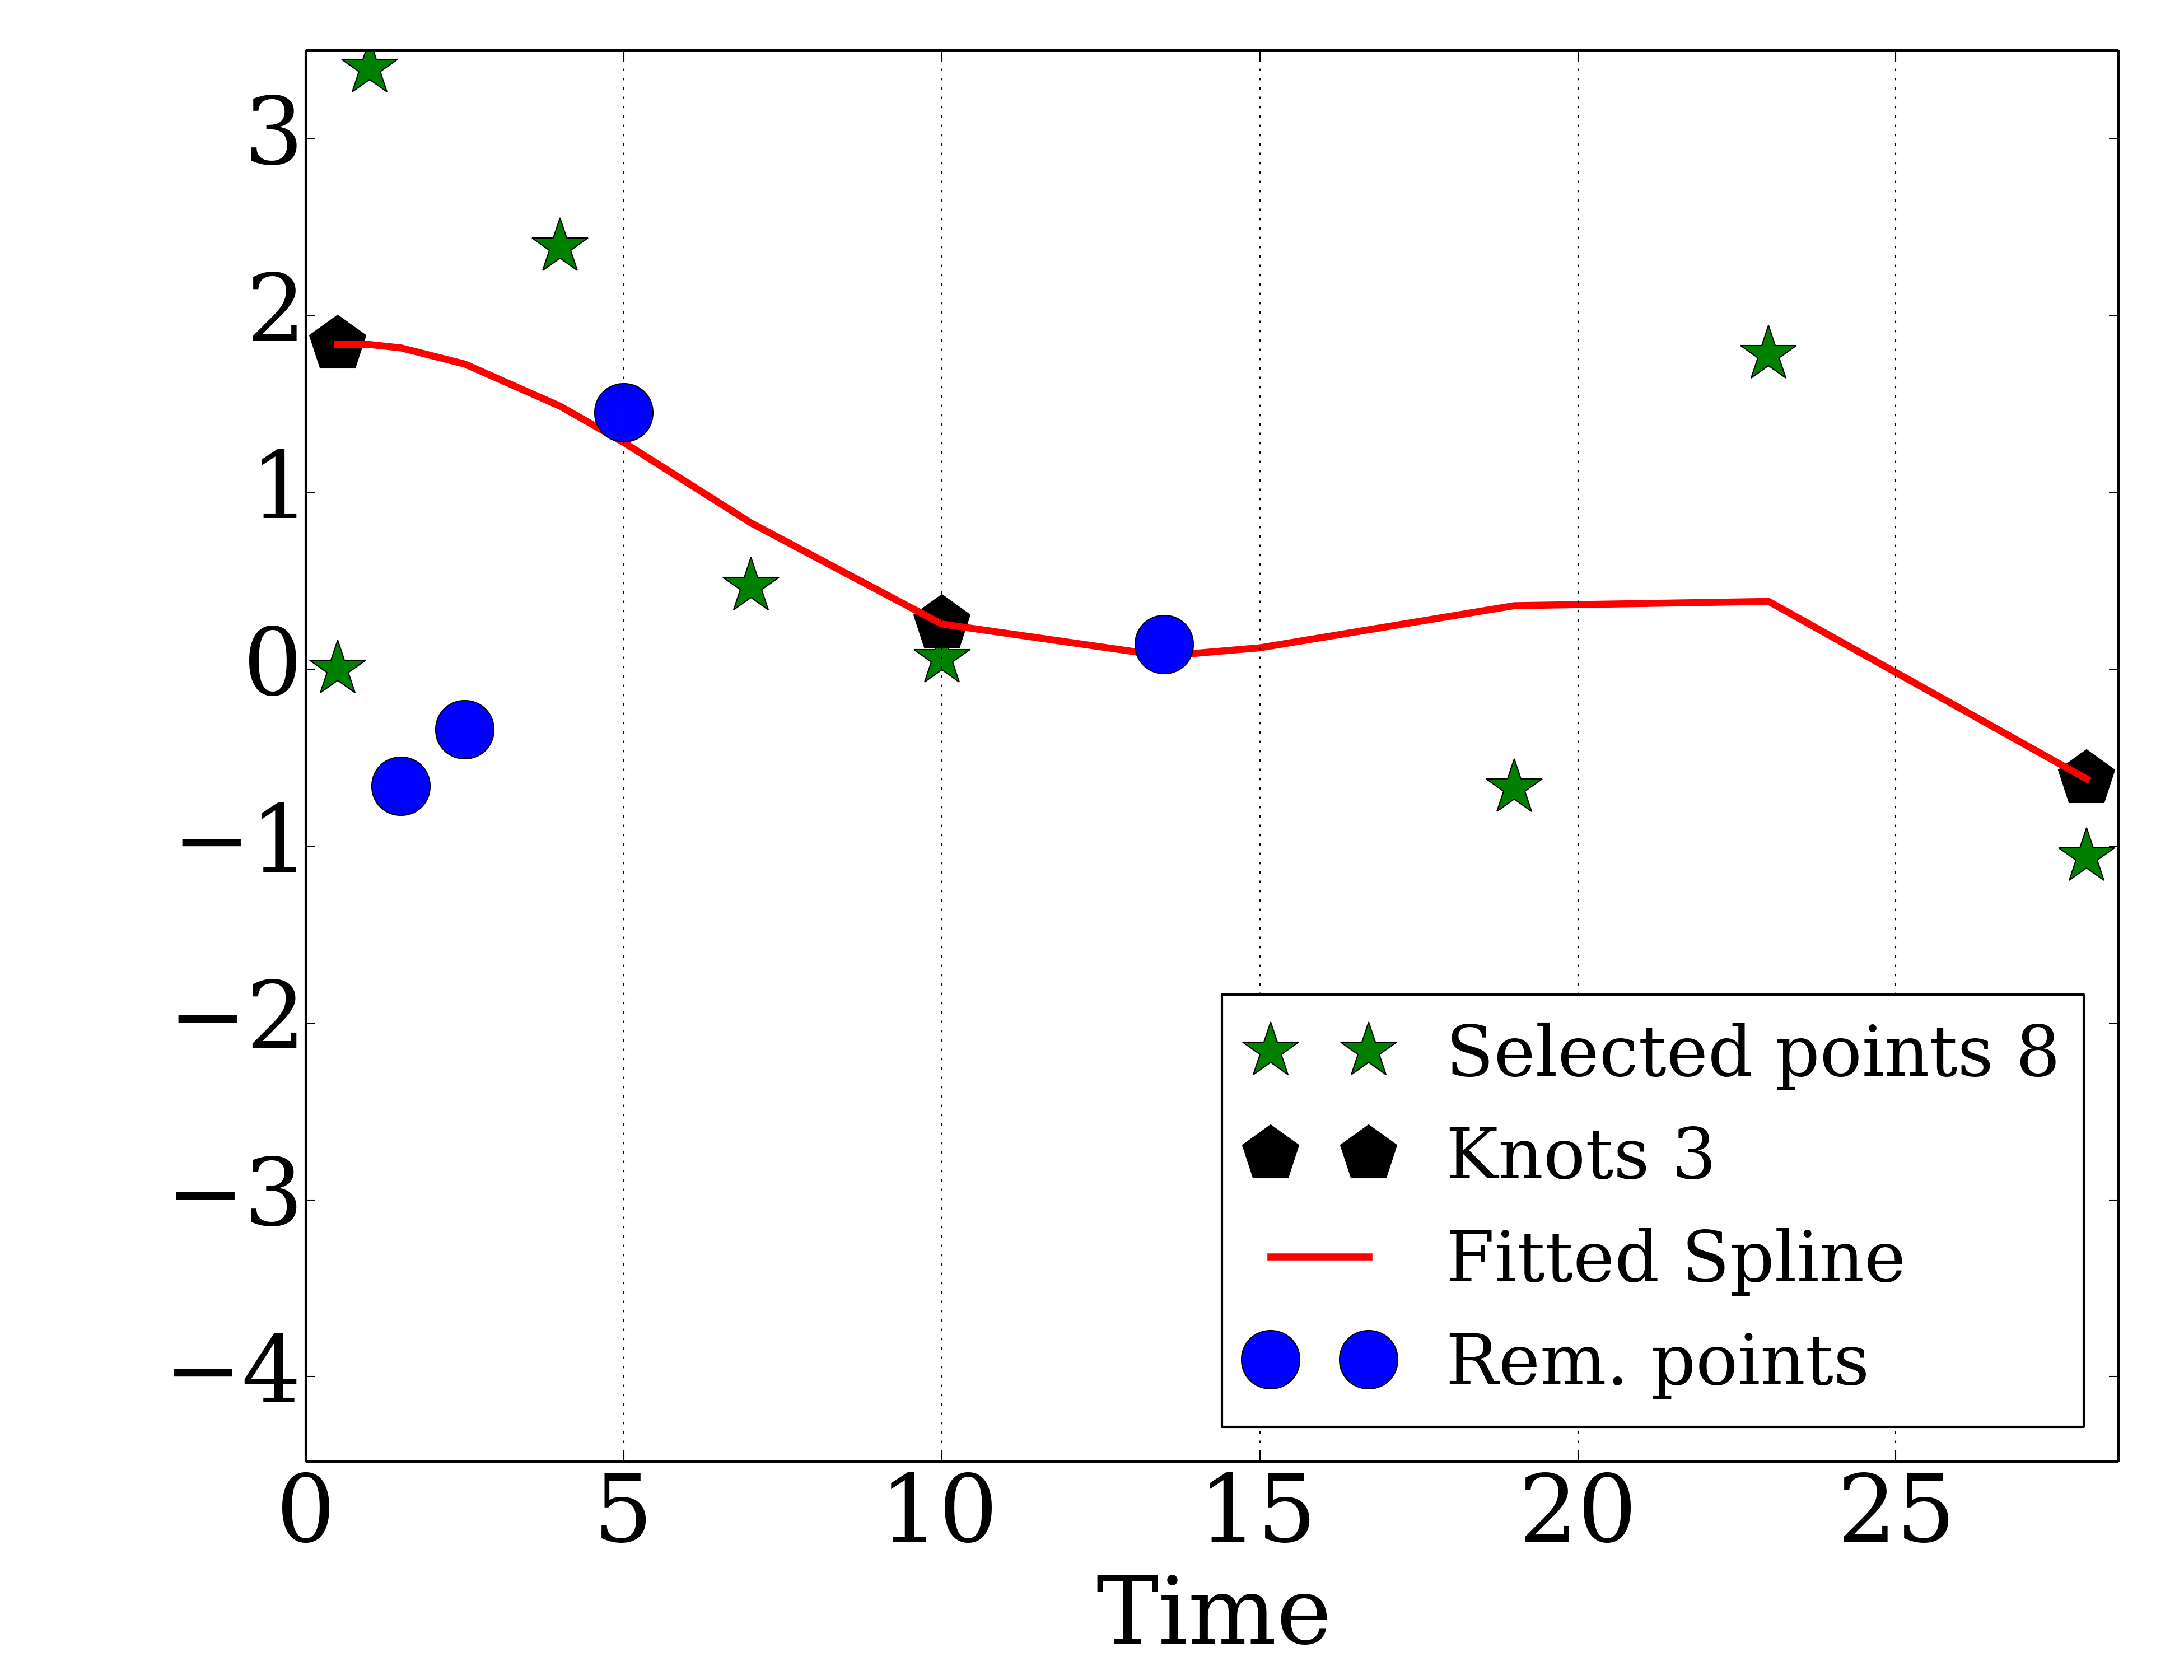 3
2
1
0
−1
−2
−3
−4
Selected points 8
Knots 3
Fitted Spline
Rem. points
0 5 10 15 20 25
Time